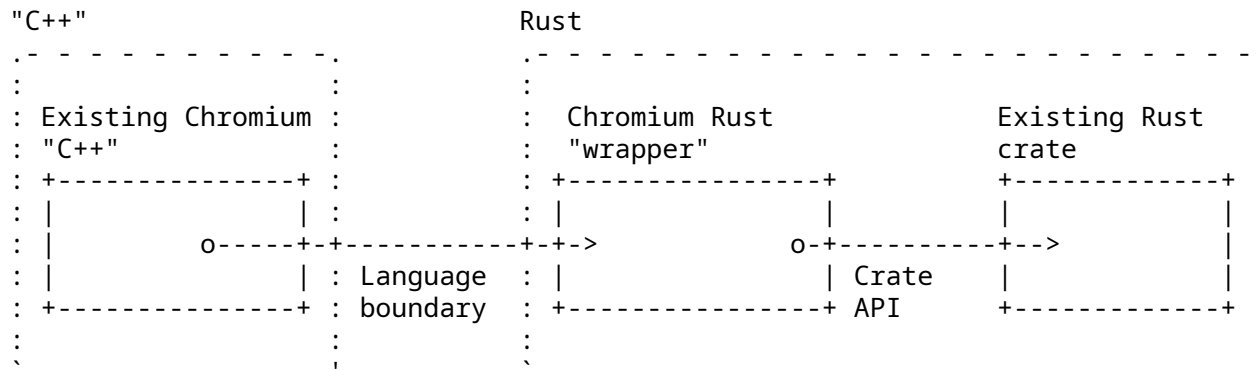 "C++" Rust
Existing Chromium Chromium Rust Existing Rust
"C++" "wrapper" crate
Language Crate
boundary API